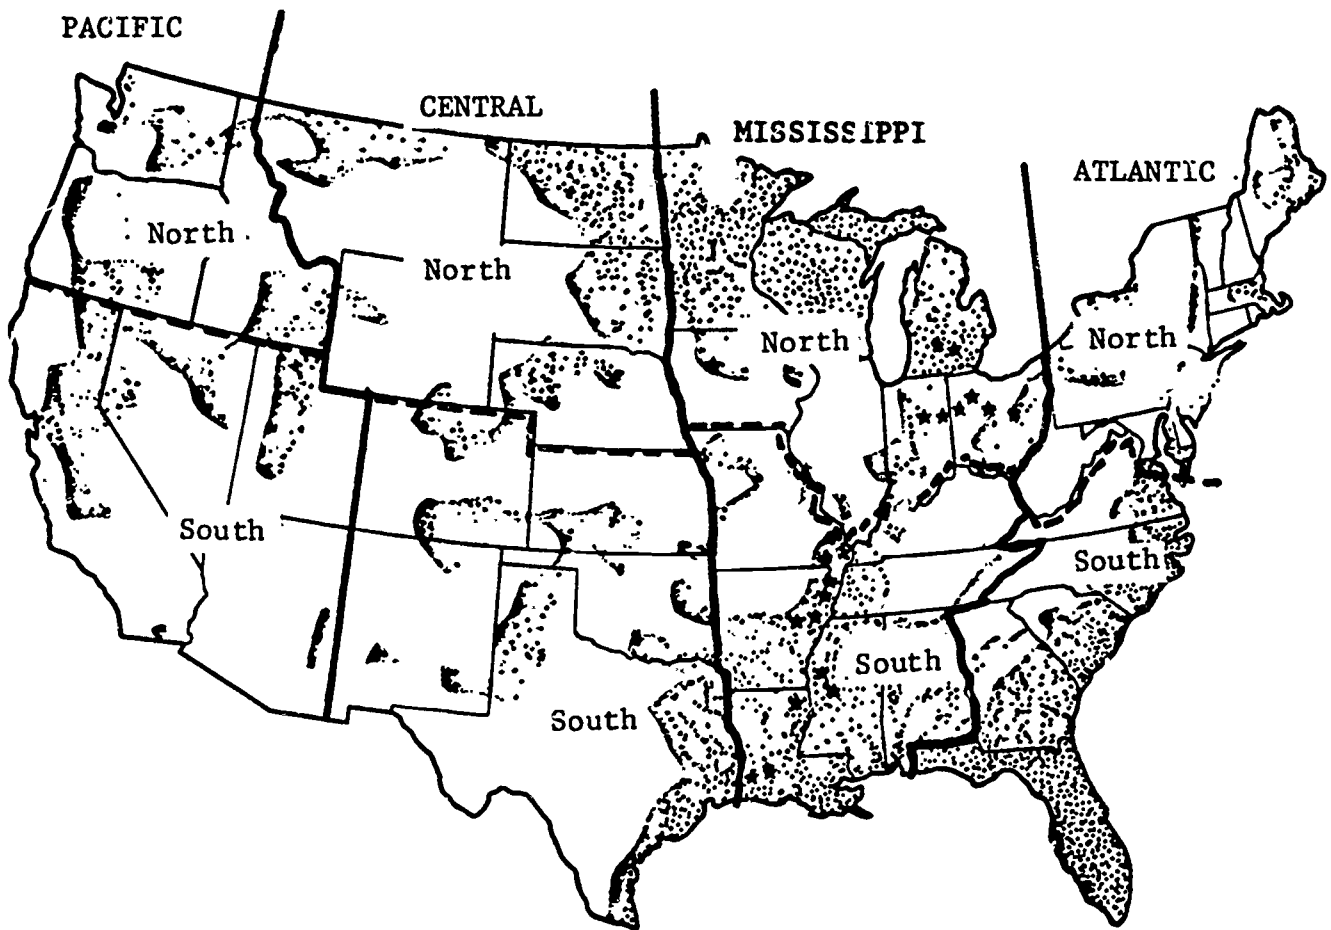 PACIFIC
CENTRAL
MISSISSIPPI
ATLANTIC
North
North
North
North
South
South
South
South